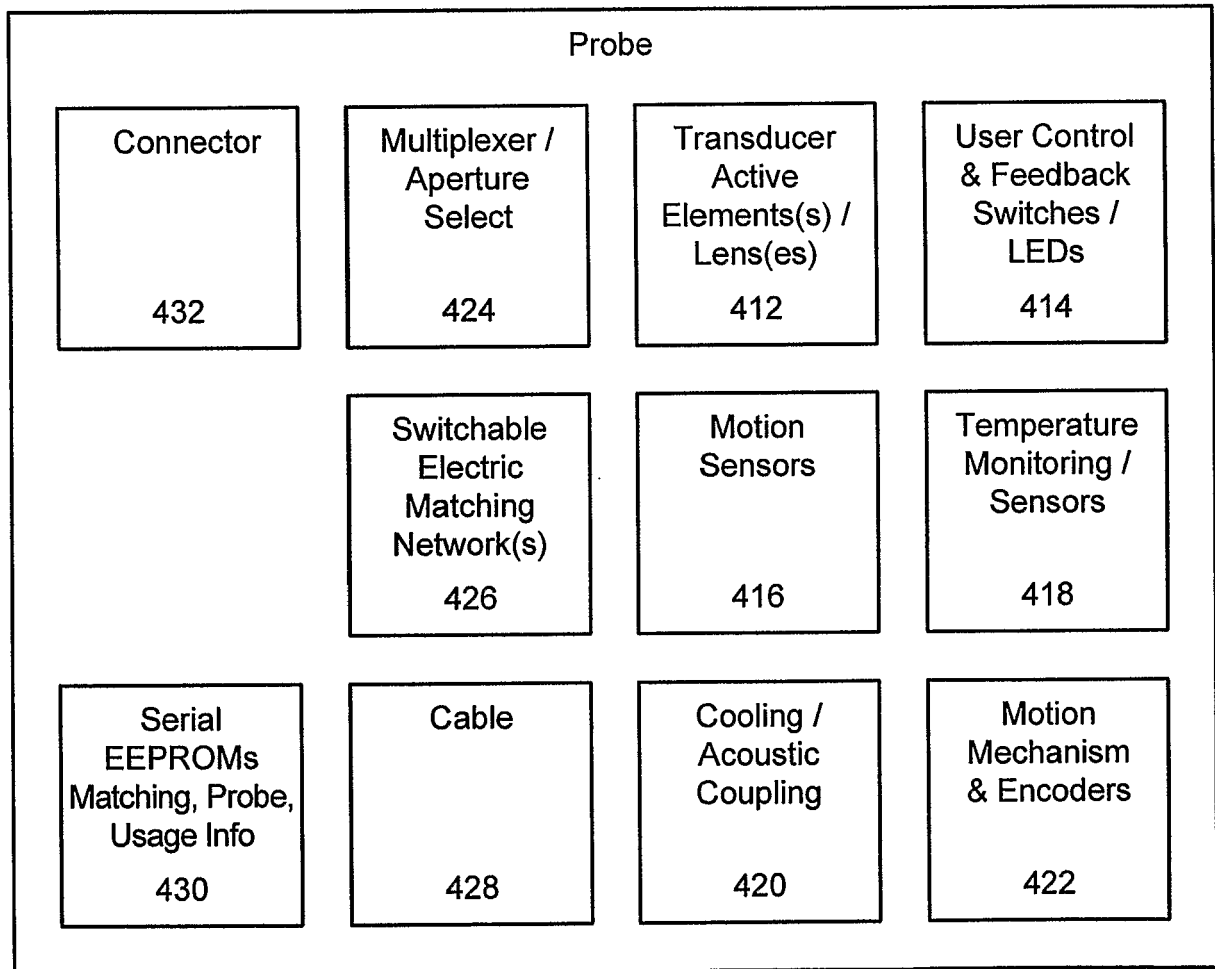 Probe
Connector
432
Multiplexer /
Aperture
Select
424
Transducer
Active
Elements(s) /
Lens(es)
412
User Control
& Feedback
Switches /
LEDs
414
Switchable
Electric
Matching
Network(s)
426
Motion
Sensors
416
Temperature
Monitoring /
Sensors
418
Serial
EEPROMs
Matching, Probe,
Usage Info
430
Cable
428
Cooling /
Acoustic
Coupling
420
Motion
Mechanism
& Encoders
422